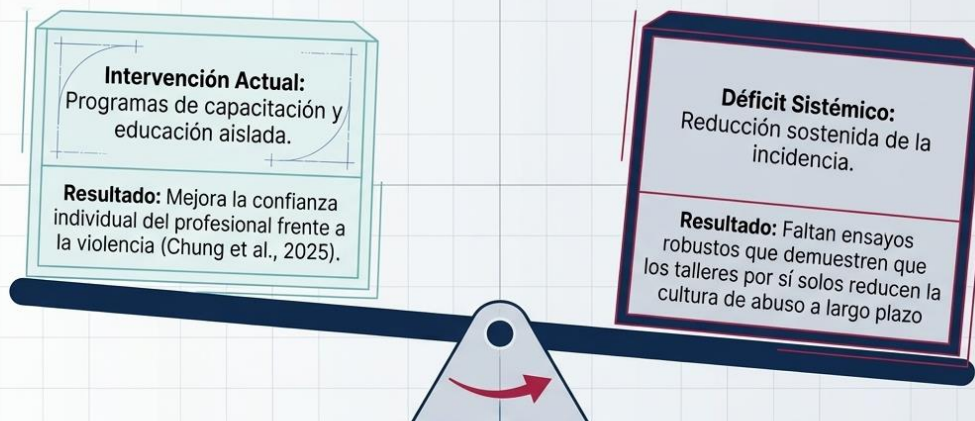 Intervención Actual:
Programas de capacitación y
educación aislada.
Resultado: Mejora la confianza
individual del profesional frente a
la violencia (Chung et al., 2025).
Déficit Sistémico:
Reducción sostenida de la
incidencia.
Resultado: Faltan ensayos
robustos que demuestren que
los talleres por sí solos reducen la
cultura de abuso a largo plazo